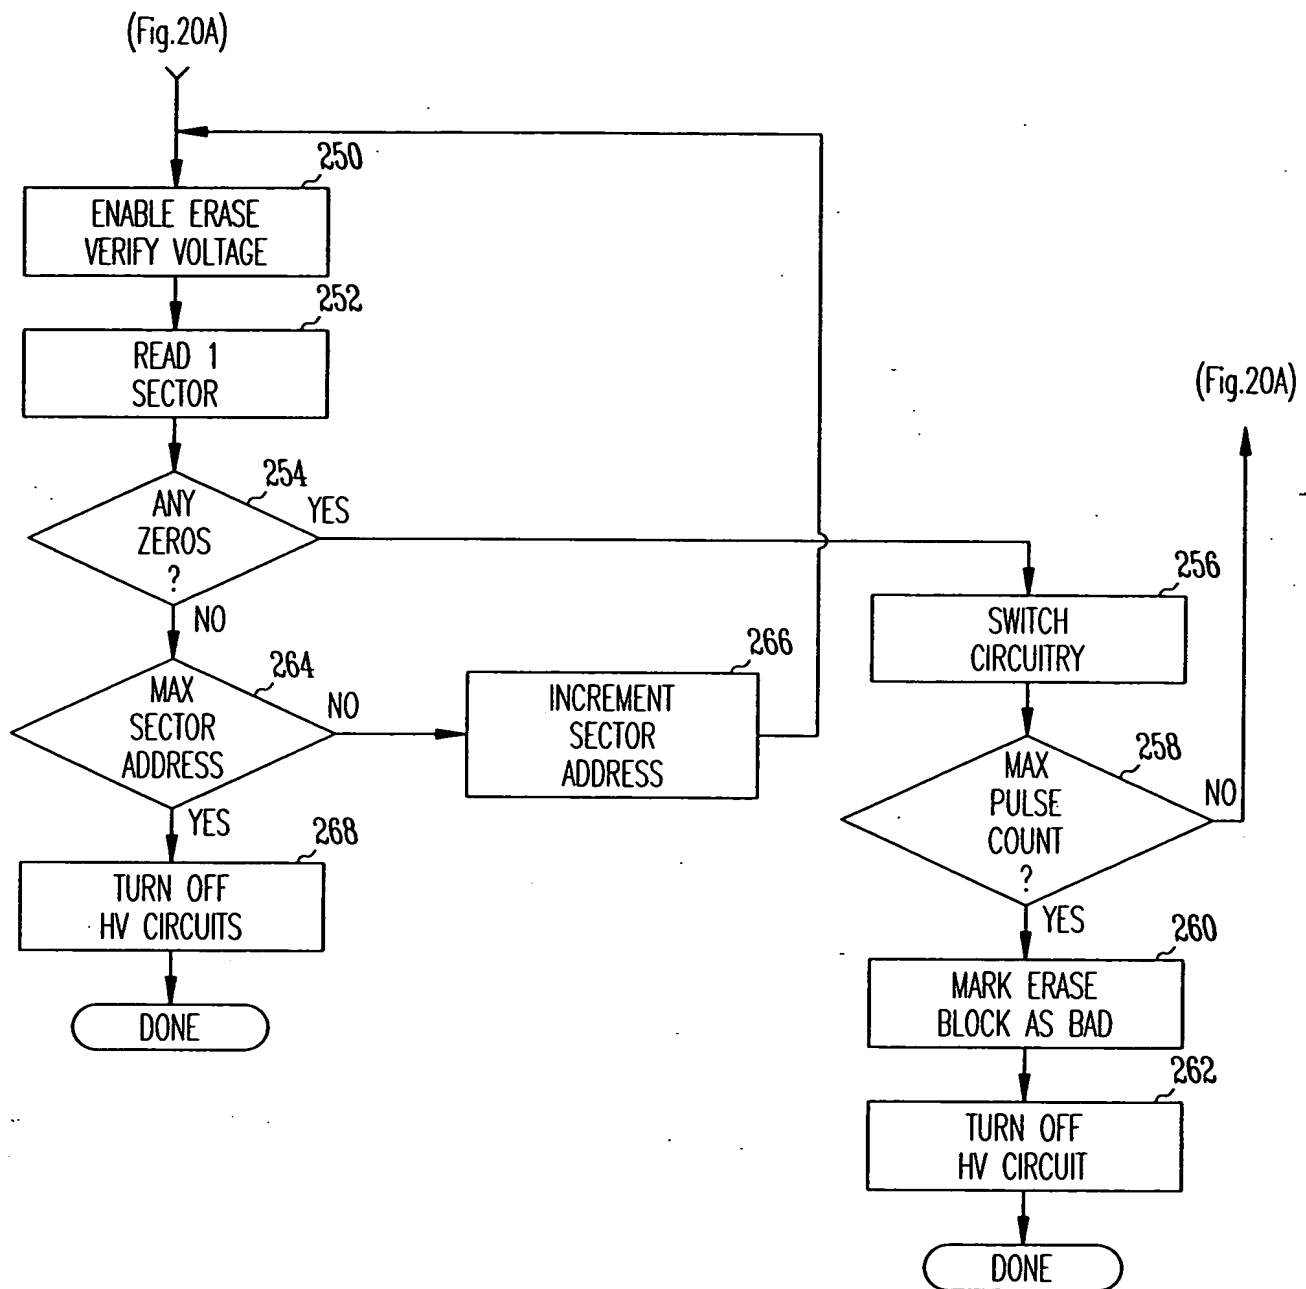 (Fig.20A)
250
ENABLE ERASE
VERIFY VOLTAGE
252
READ 1
SECTOR
254
ANY
ZEROS
?
YES
NO
264
MAX
SECTOR
ADDRESS
NO
YES
266
INCREMENT
SECTOR
ADDRESS
268
TURN OFF
HV CIRCUITS
DONE
(Fig.20A)
256
SWITCH
CIRCUITRY
258
MAX
PULSE
COUNT
?
NO
YES
260
MARK ERASE
BLOCK AS BAD
262
TURN OFF
HV CIRCUIT
DONE